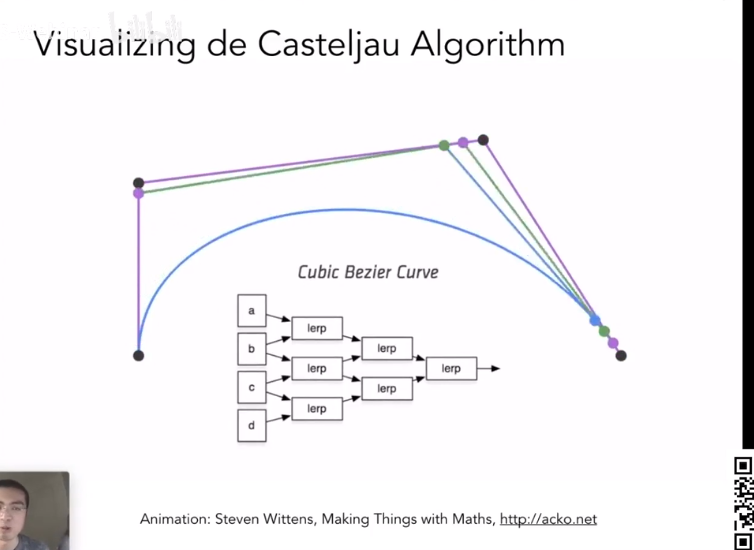 Visualizing de Casteljau Algorithm
Cubic Bezier Curve
a
lerp
b
lerp
lerp
lerp
c
lerp
lerp
d
Animation: Steven Wittens, Making Things with Maths, http://acko.net